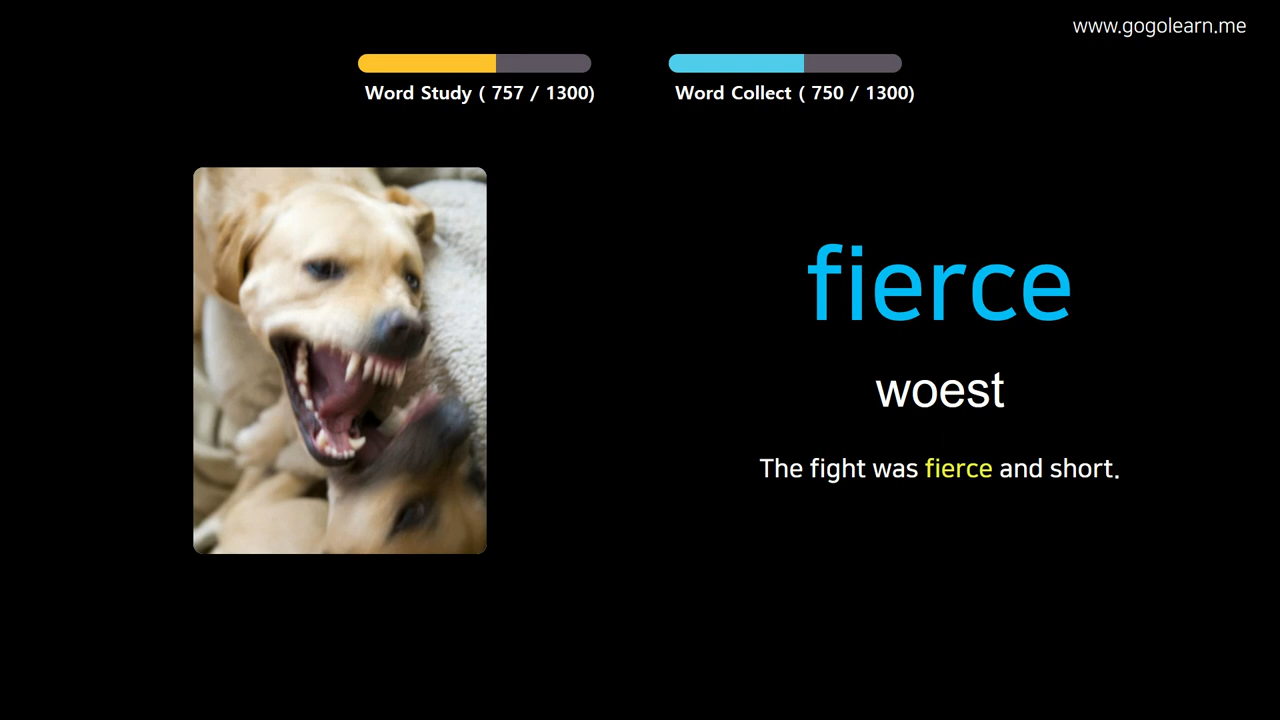 www.gogolearn.me
Word Study ( 757 / 1300)
Word Collect ( 750 / 1300)
fierce
woest
The fight was fierce and short.